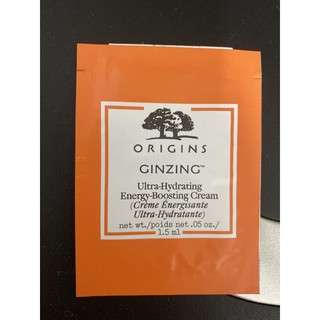 ORIGINS
GINZING™
Ultra-Hydrating
Energy-Boosting Cream
(Crème Énergisante
Ultra-Hydratante)
net wt./poids net .05 oz./
1.5 ml